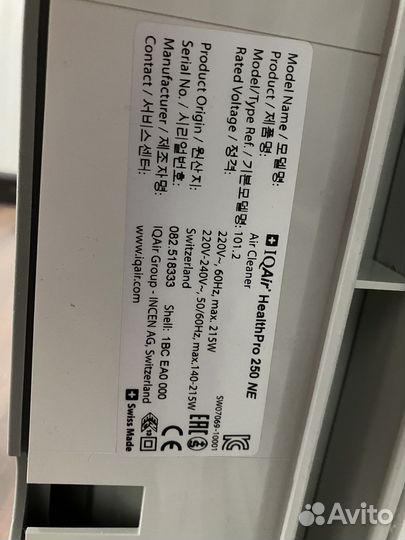 Model Name / 모델명: IQAir® HealthPro 250 NE
Product / 제품명: Air Cleaner
Model/Type Ref. / 기본모델명: 101.2
Rated Voltage / 정격: 220V~, 60Hz, max. 215W
220V-240V~, 50/60Hz, max.140-215W
Product Origin / 원산지: Switzerland
Serial No. / 시리얼번호: 082.518333 Shell: 1BC EA0 000
Manufacturer / 제조자명: IQAir Group - INCEN AG, Switzerland
Contact / 서비스센터: www.iqair.com
SW07069-10001
EAC
CE
Swiss Made
Avito